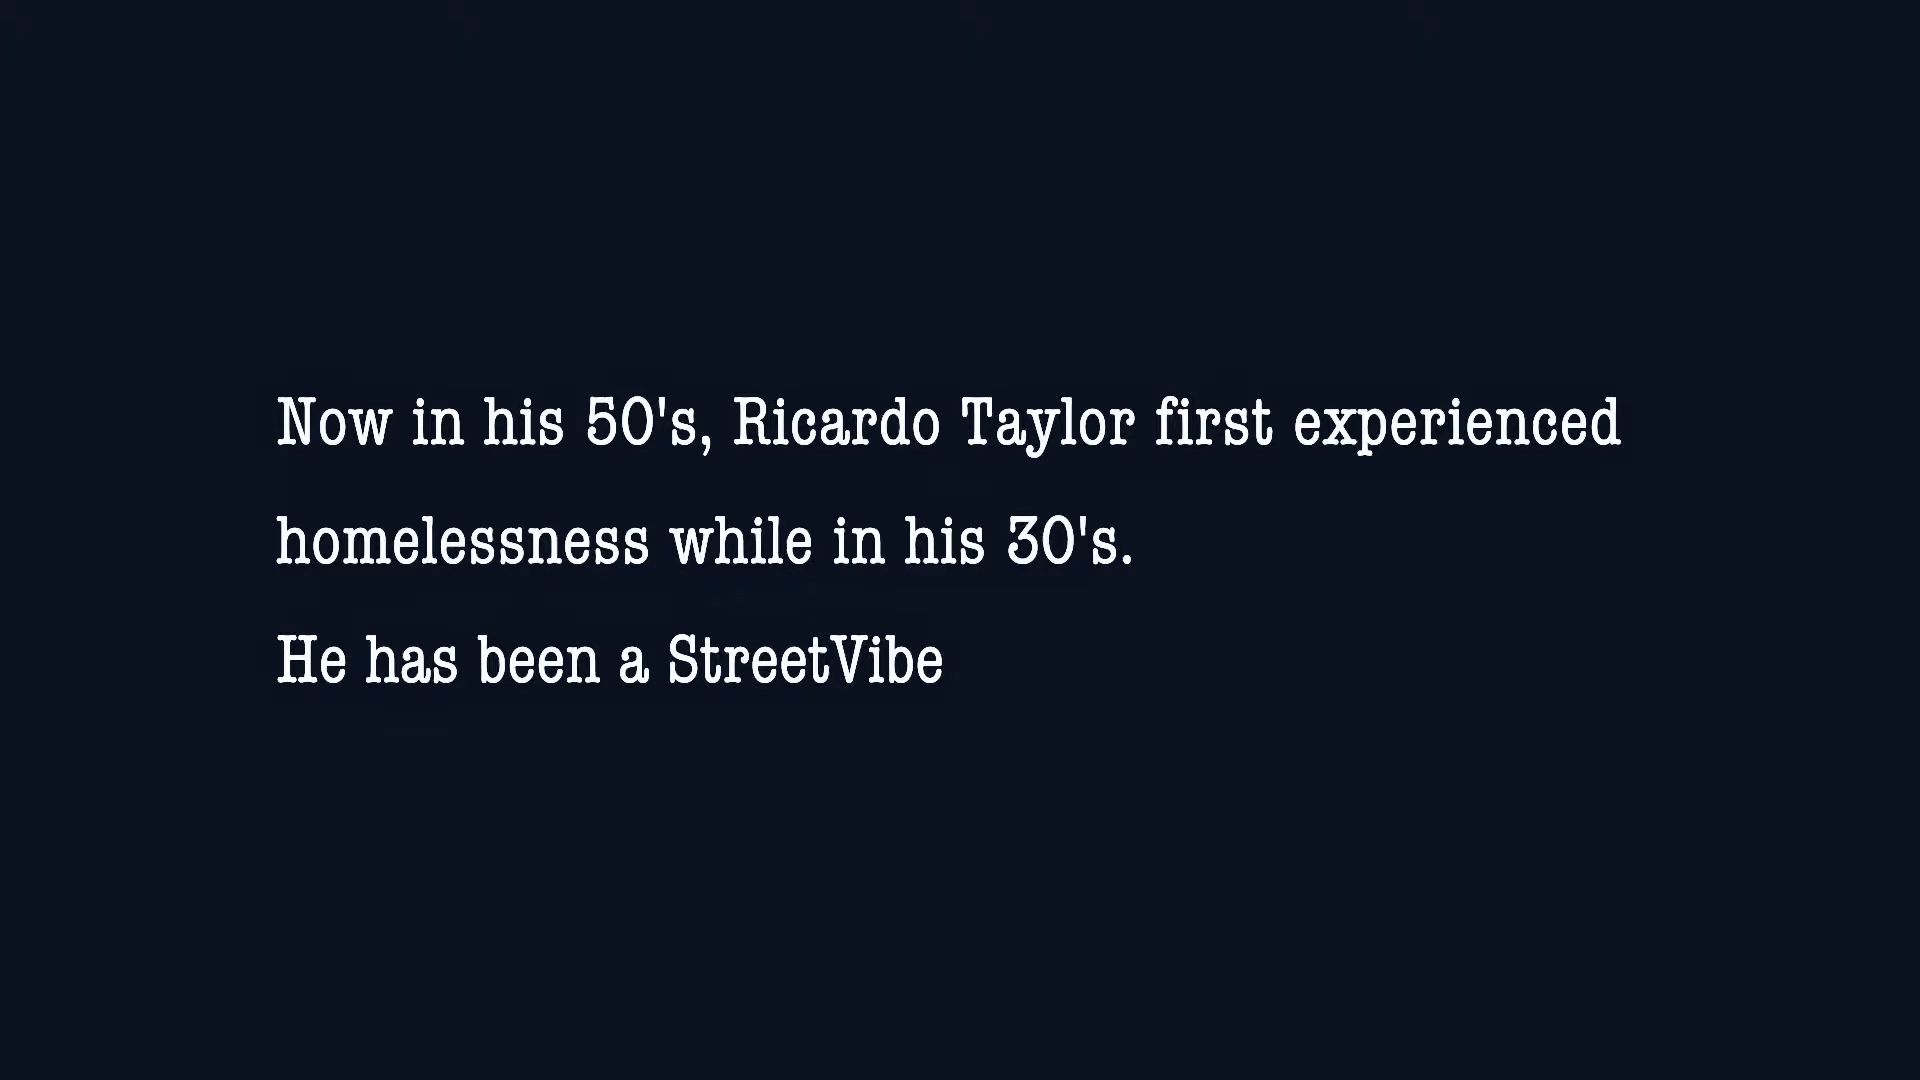 Now in his 50's, Ricardo Taylor first experienced
homelessness while in his 30's.
He has been a StreetVibe